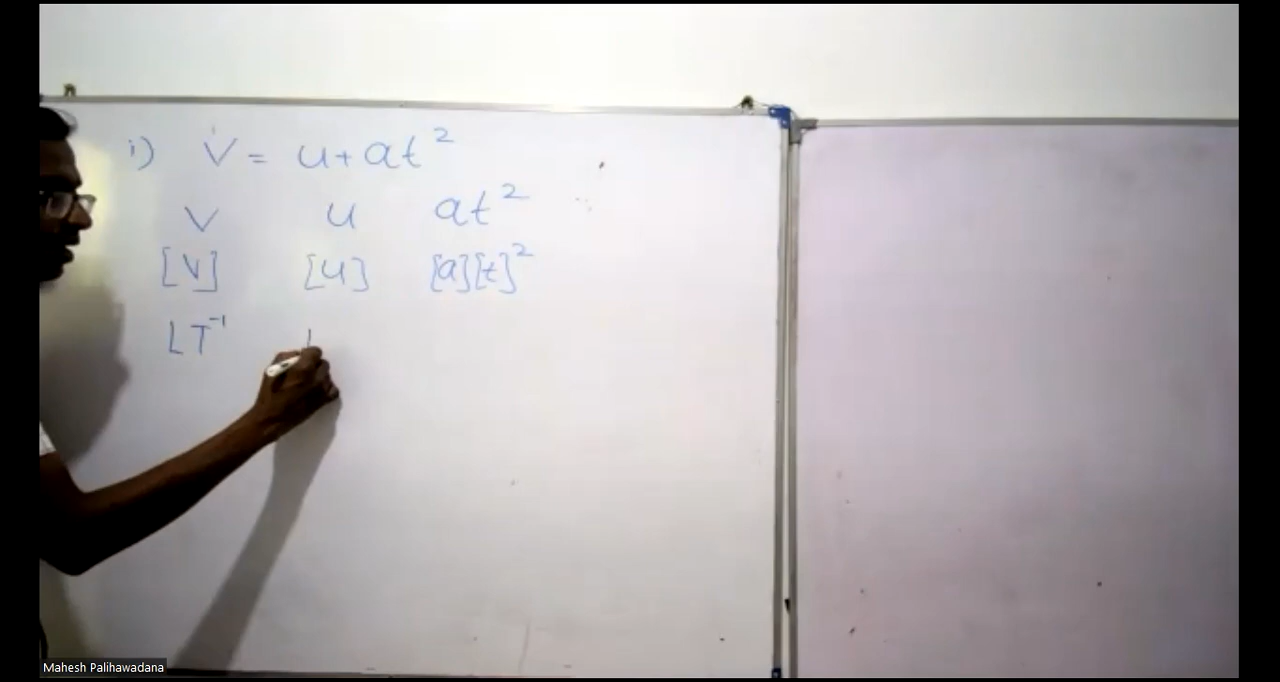 i) V = u + at²
V u at²
[V] [u] [a][t]²
LT⁻¹
Mahesh Palihawadana